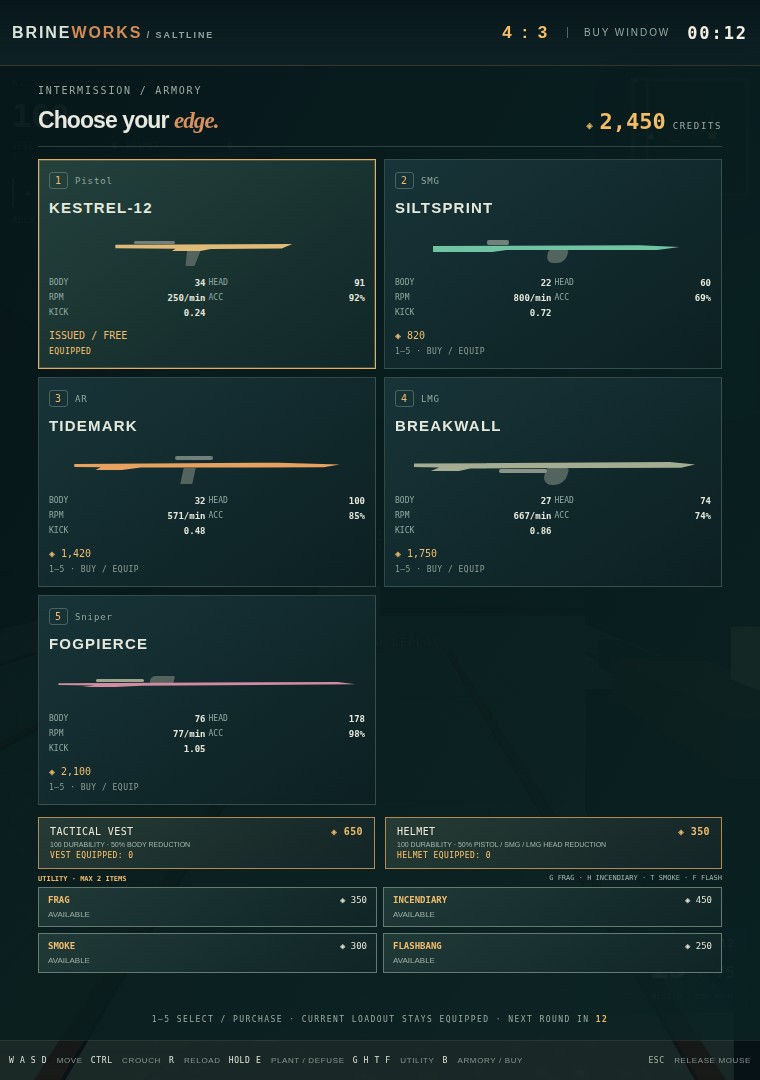 BRINEWORKS / SALTLINE
4 : 3 | BUY WINDOW 00:12
INTERMISSION / ARMORY
Choose your edge.
◈ 2,450 CREDITS
1 Pistol
KESTREL-12
BODY 34 HEAD 91
RPM 250/min ACC 92%
KICK 0.24
ISSUED / FREE
EQUIPPED
2 SMG
SILTSPRINT
BODY 22 HEAD 60
RPM 800/min ACC 69%
KICK 0.72
◈ 820
1–5 · BUY / EQUIP
3 AR
TIDEMARK
BODY 32 HEAD 100
RPM 571/min ACC 85%
KICK 0.48
◈ 1,420
1–5 · BUY / EQUIP
4 LMG
BREAKWALL
BODY 27 HEAD 74
RPM 667/min ACC 74%
KICK 0.86
◈ 1,750
1–5 · BUY / EQUIP
5 Sniper
FOGPIERCE
BODY 76 HEAD 178
RPM 77/min ACC 98%
KICK 1.05
◈ 2,100
1–5 · BUY / EQUIP
TACTICAL VEST ◈ 650
100 DURABILITY · 50% BODY REDUCTION
VEST EQUIPPED: 0
HELMET ◈ 350
100 DURABILITY · 50% PISTOL / SMG / LMG HEAD REDUCTION
HELMET EQUIPPED: 0
UTILITY · MAX 2 ITEMS
G FRAG · H INCENDIARY · T SMOKE · F FLASH
FRAG ◈ 350
AVAILABLE
INCENDIARY ◈ 450
AVAILABLE
SMOKE ◈ 300
AVAILABLE
FLASHBANG ◈ 250
AVAILABLE
1–5 SELECT / PURCHASE · CURRENT LOADOUT STAYS EQUIPPED · NEXT ROUND IN 12
W A S D MOVE CTRL CROUCH R RELOAD HOLD E PLANT / DEFUSE G H T F UTILITY B ARMORY / BUY ESC RELEASE MOUSE